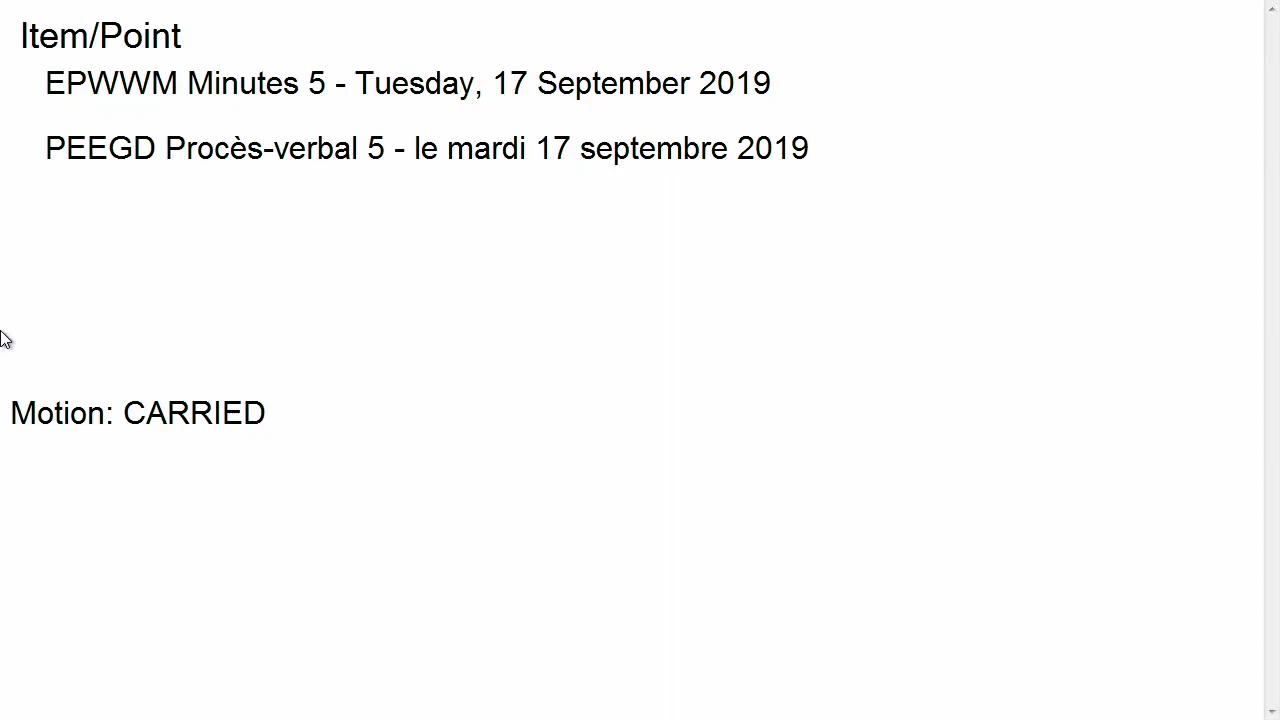 Item/Point
EPWWM Minutes 5 - Tuesday, 17 September 2019
PEEGD Procès-verbal 5 - le mardi 17 septembre 2019
Motion: CARRIED